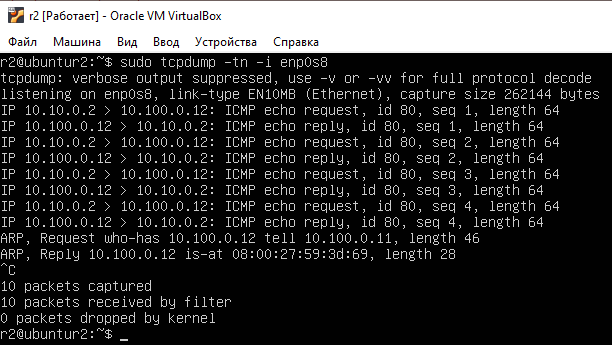 r2 [Работает] - Oracle VM VirtualBox
Файл Машина Вид Ввод Устройства Справка
r2@ubuntur2:~$ sudo tcpdump -tn -i enp0s8
tcpdump: verbose output suppressed, use -v or -vv for full protocol decode
listening on enp0s8, link-type EN10MB (Ethernet), capture size 262144 bytes
IP 10.10.0.2 > 10.100.0.12: ICMP echo request, id 80, seq 1, length 64
IP 10.100.0.12 > 10.10.0.2: ICMP echo reply, id 80, seq 1, length 64
IP 10.10.0.2 > 10.100.0.12: ICMP echo request, id 80, seq 2, length 64
IP 10.100.0.12 > 10.10.0.2: ICMP echo reply, id 80, seq 2, length 64
IP 10.10.0.2 > 10.100.0.12: ICMP echo request, id 80, seq 3, length 64
IP 10.100.0.12 > 10.10.0.2: ICMP echo reply, id 80, seq 3, length 64
IP 10.10.0.2 > 10.100.0.12: ICMP echo request, id 80, seq 4, length 64
IP 10.100.0.12 > 10.10.0.2: ICMP echo reply, id 80, seq 4, length 64
ARP, Request who-has 10.100.0.12 tell 10.100.0.11, length 46
ARP, Reply 10.100.0.12 is-at 08:00:27:59:3d:69, length 28
^C
10 packets captured
10 packets received by filter
0 packets dropped by kernel
r2@ubuntur2:~$ _